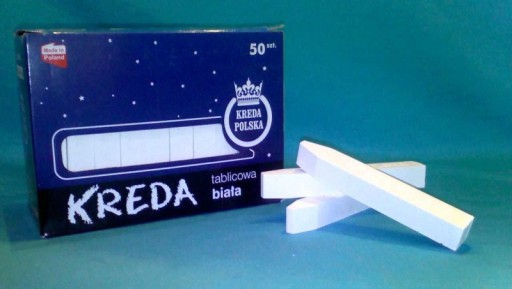 Made in
Poland
50 szt.
KREDA
POLSKA
KREDA
tablicowa
biała